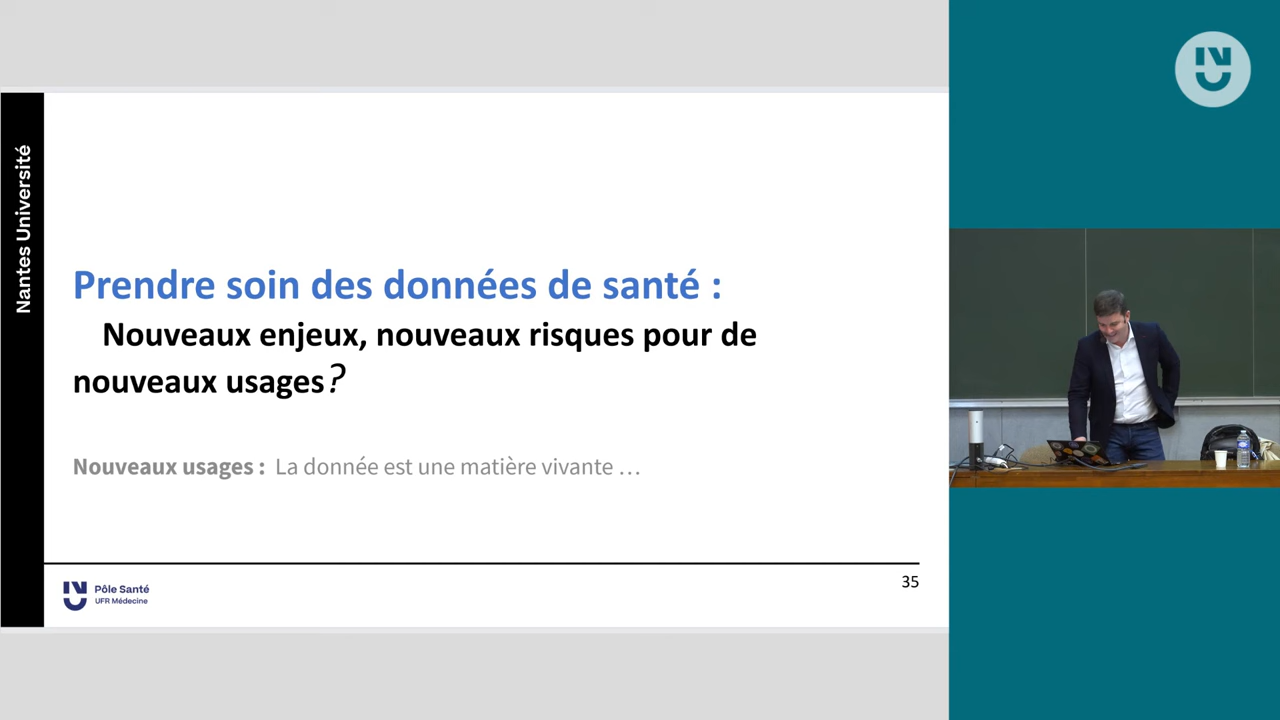 Nantes Université
Prendre soin des données de santé :
Nouveaux enjeux, nouveaux risques pour de
nouveaux usages?
Nouveaux usages : La donnée est une matière vivante …
Pôle Santé
UFR Médecine
35